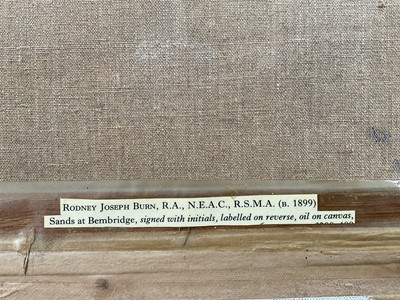 RODNEY JOSEPH BURN, R.A., N.E.A.C., R.S.M.A. (B. 1899)
Sands at Bembridge, signed with initials, labelled on reverse, oil on canvas,